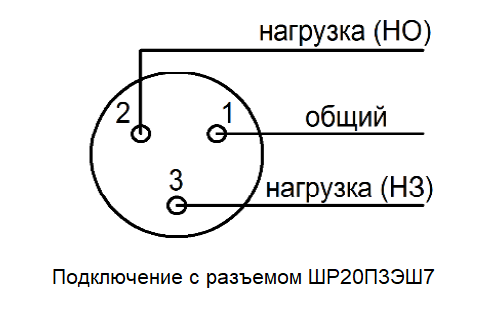 нагрузка (НО)
2
1
общий
3
нагрузка (НЗ)
Подключение с разъемом ШР20П3ЭШ7